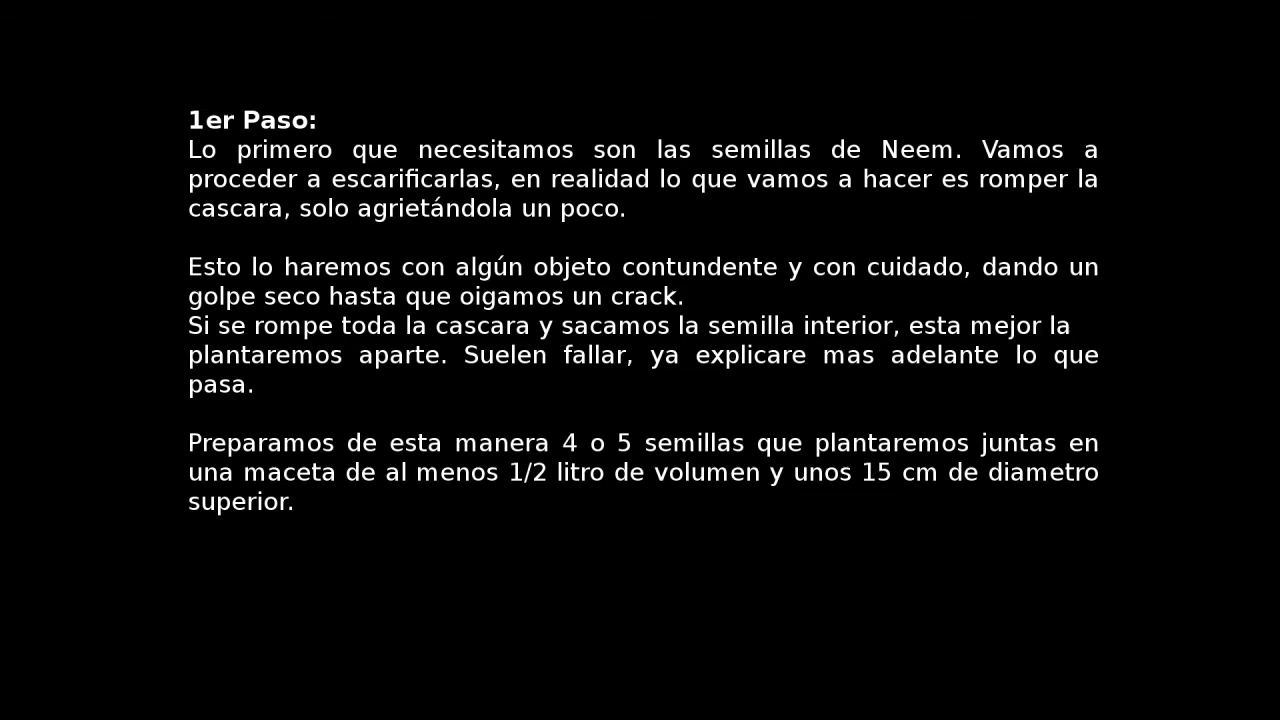 1er Paso:
Lo primero que necesitamos son las semillas de Neem. Vamos a
proceder a escarificarlas, en realidad lo que vamos a hacer es romper la
cascara, solo agrietándola un poco.
Esto lo haremos con algún objeto contundente y con cuidado, dando un
golpe seco hasta que oigamos un crack.
Si se rompe toda la cascara y sacamos la semilla interior, esta mejor la
plantaremos aparte. Suelen fallar, ya explicare mas adelante lo que
pasa.
Preparamos de esta manera 4 o 5 semillas que plantaremos juntas en
una maceta de al menos 1/2 litro de volumen y unos 15 cm de diametro
superior.